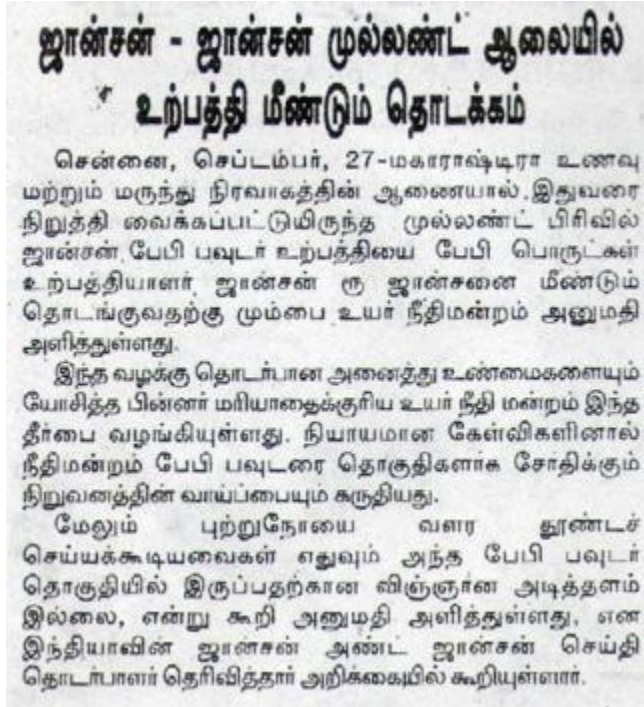 ஜான்சன் - ஜான்சன் முல்லண்ட் ஆலையில்
உற்பத்தி மீண்டும் தொடக்கம்
சென்னை, செப்டம்பர், 27-மகாராஷ்டிரா உணவு
மற்றும் மருந்து நிரவாகத்தின் ஆணையால் இதுவரை
நிறுத்தி வைக்கப்பட்டுயிருந்த முல்லண்ட் பிரிவில்
ஜான்சன் பேபி பவுடர் உற்பத்தியை பேபி பொருட்கள்
உற்பத்தியாளர் ஜான்சன் ரூ ஜான்சனை மீண்டும்
தொடங்குவதற்கு மும்பை உயர் நீதிமன்றம் அனுமதி
அளித்துள்ளது.
இந்த வழக்கு தொடர்பான அனைத்து உண்மைகளையும்
யோசித்த பின்னர் மரியாதைக்குரிய உயர் நீதி மன்றம் இந்த
தீர்பை வழங்கியுள்ளது. நியாயமான கேள்விகளினால்
நீதிமன்றம் பேபி பவுடரை தொகுதிகளாக சோதிக்கும்
நிறுவனத்தின் வாய்ப்பையும் கருதியது.
மேலும் புற்றுநோயை வளர தூண்டச்
செய்யக்கூடியவைகள் எதுவும் அந்த பேபி பவுடர்
தொகுதியில் இருப்பதற்கான விஞ்ஞான அடித்தளம்
இல்லை, என்று கூறி அனுமதி அளித்துள்ளது, என
இந்தியாவின் ஜான்சன் அண்ட் ஜான்சன் செய்தி
தொடர்பாளர் தெரிவித்தார் அறிக்கையில் கூறியுள்ளார்.